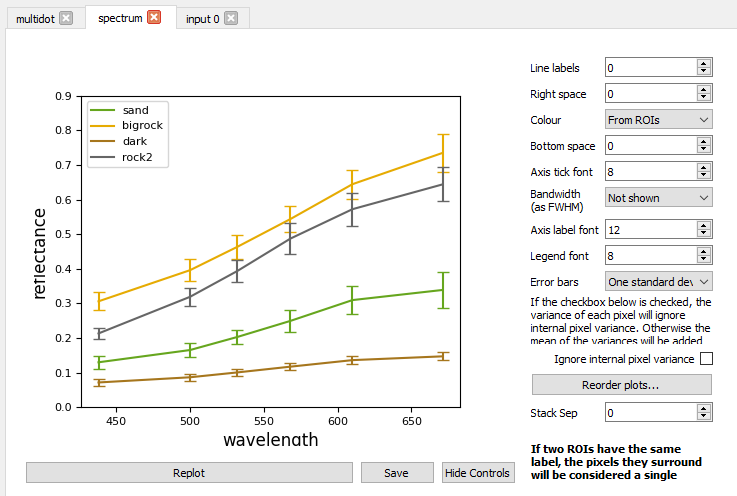 multidot
spectrum
input 0
0.9
0.8
0.7
0.6
0.5
0.4
0.3
0.2
0.1
0.0
reflectance
sand
bigrock
dark
rock2
450
500
550
600
650
wavelength
Replot
Save
Hide Controls
Line labels 0
Right space 0
Colour From ROIs
Bottom space 0
Axis tick font 8
Bandwidth
(as FWHM) Not shown
Axis label font 12
Legend font 8
Error bars One standard dev
If the checkbox below is checked, the
variance of each pixel will ignore
internal pixel variance. Otherwise the
mean of the variances will be added
Ignore internal pixel variance
Reorder plots...
Stack Sep 0
If two ROIs have the same
label, the pixels they surround
will be considered a single